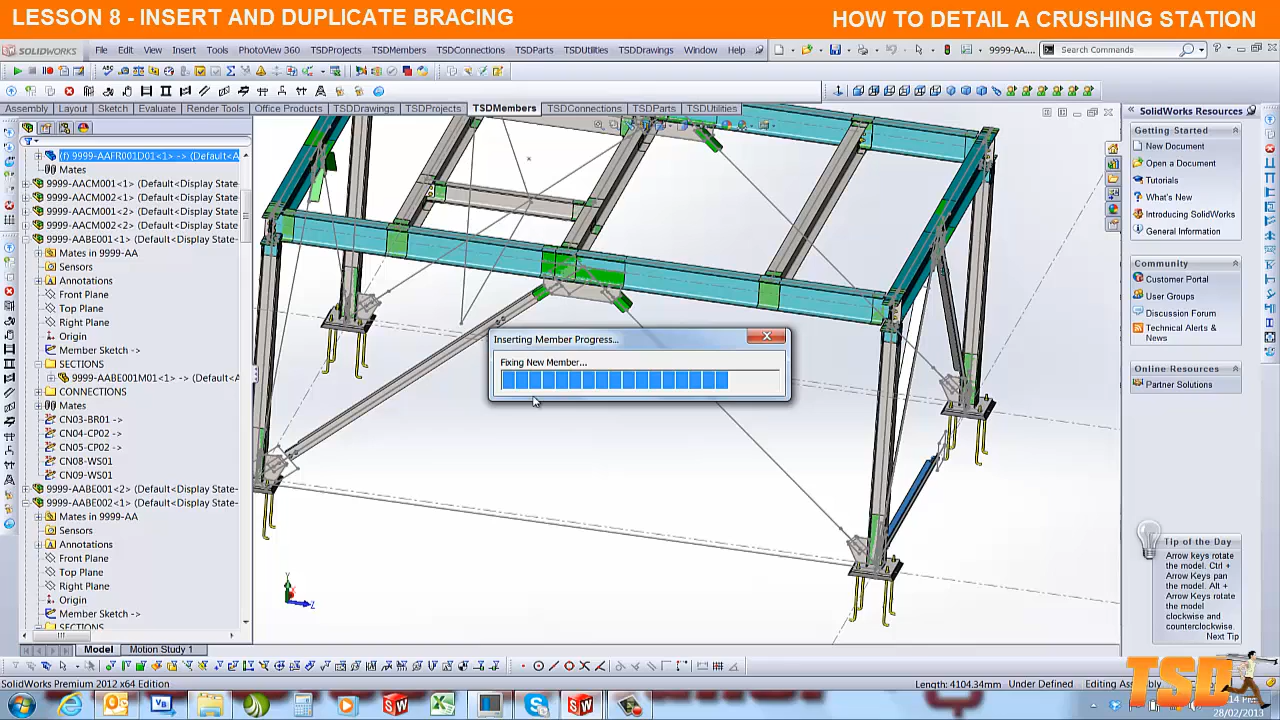 LESSON 8 - INSERT AND DUPLICATE BRACING
HOW TO DETAIL A CRUSHING STATION
SOLIDWORKS File Edit View Insert Tools PhotoView 360 TSDProjects TSDMembers TSDConnections TSDParts TSDUtilities TSDDrawings Window Help
9999-AA.... Search Commands
Assembly Layout Sketch Evaluate Render Tools Office Products TSDDrawings TSDProjects TSDMembers TSDConnections TSDParts TSDUtilities
(f) 9999-AAFR001D01<1> -> (Default<A
Mates
9999-AACM001<1> (Default<Display State-
9999-AACM002<1> (Default<Display State-
9999-AACM001<2> (Default<Display State-
9999-AACM002<2> (Default<Display State-
9999-AABE001<1> (Default<Display State-
Mates in 9999-AA
Sensors
Annotations
Front Plane
Top Plane
Right Plane
Origin
Member Sketch ->
SECTIONS
9999-AABE001M01<1> -> (Default<
CONNECTIONS
Mates
CN03-BR01 ->
CN04-CP02 ->
CN05-CP02 ->
CN08-WS01
CN09-WS01
9999-AABE001<2> (Default<Display State-
9999-AABE002<1> (Default<Display State-
Mates in 9999-AA
Sensors
Annotations
Front Plane
Top Plane
Right Plane
Origin
Member Sketch ->
SECTIONS
Inserting Member Progress...
Fixing New Member...
SolidWorks Resources
Getting Started
New Document
Open a Document
Tutorials
What's New
Introducing SolidWorks
General Information
Community
Customer Portal
User Groups
Discussion Forum
Technical Alerts &
News
Online Resources
Partner Solutions
Tip of the Day
Arrow keys rotate
the model. Ctrl +
Arrow Keys pan
the model. Alt +
Arrow Keys rotate
the model
clockwise and
counterclockwise.
Next Tip
Model Motion Study 1
SolidWorks Premium 2012 x64 Edition
Length: 4104.34mm Under Defined Editing
TSD
28/02/2013